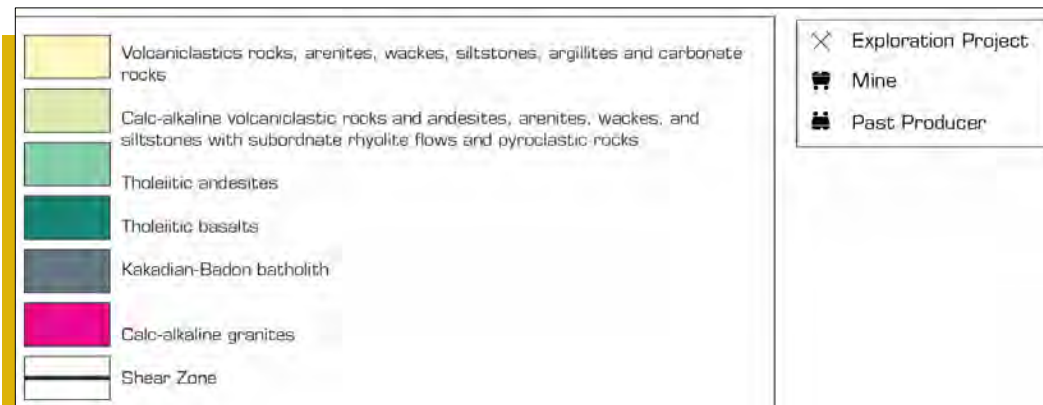 Volcaniclastics rocks, arenites, wackes, siltstones, argillites and carbonate
rocks
Calc-alkaline volcaniclastic rocks and andesites, arenites, wackes, and
siltstones with subordnate rhyolite flows and pyroclastic rocks
Tholeiitic andesites
Tholeiitic basalts
Kakadian-Badon batholith
Calc-alkaline granites
Shear Zone
Exploration Project
Mine
Past Producer